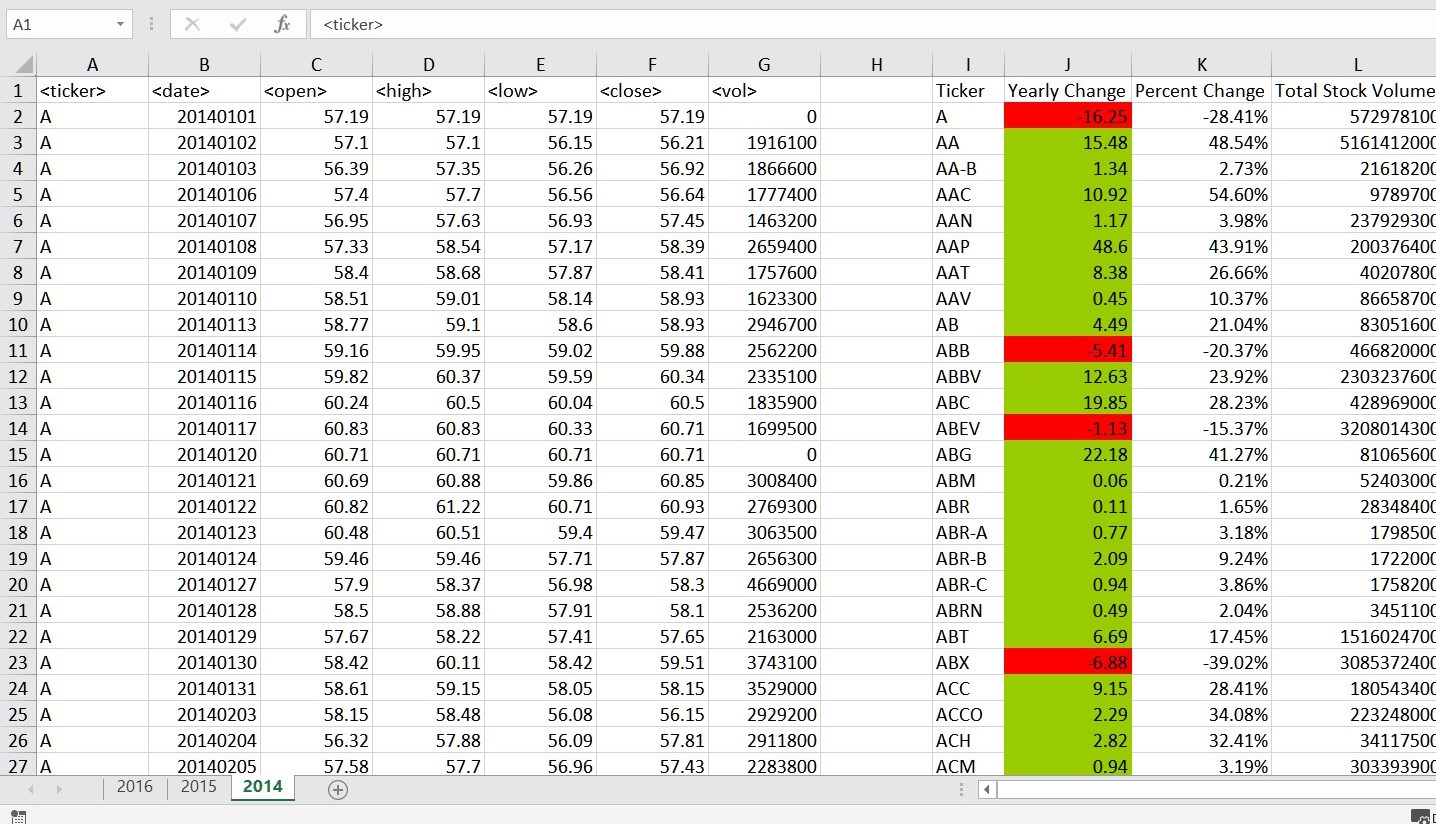 A1 fx <ticker>
A B C D E F G H I J K L
1 <ticker> <date> <open> <high> <low> <close> <vol> Ticker Yearly Change Percent Change Total Stock Volume
2 A 20140101 57.19 57.19 57.19 57.19 0 A -16.25 -28.41% 572978100
3 A 20140102 57.1 57.1 56.15 56.21 1916100 AA 15.48 48.54% 5161412000
4 A 20140103 56.39 57.35 56.26 56.92 1866600 AA-B 1.34 2.73% 21618200
5 A 20140106 57.4 57.7 56.56 56.64 1777400 AAC 10.92 54.60% 9789700
6 A 20140107 56.95 57.63 56.93 57.45 1463200 AAN 1.17 3.98% 237929300
7 A 20140108 57.33 58.54 57.17 58.39 2659400 AAP 48.6 43.91% 200376400
8 A 20140109 58.4 58.68 57.87 58.41 1757600 AAT 8.38 26.66% 40207800
9 A 20140110 58.51 59.01 58.14 58.93 1623300 AAV 0.45 10.37% 86658700
10 A 20140113 58.77 59.1 58.6 58.93 2946700 AB 4.49 21.04% 83051600
11 A 20140114 59.16 59.95 59.02 59.88 2562200 ABB -5.41 -20.37% 466820000
12 A 20140115 59.82 60.37 59.59 60.34 2335100 ABBV 12.63 23.92% 2303237600
13 A 20140116 60.24 60.5 60.04 60.5 1835900 ABC 19.85 28.23% 428969000
14 A 20140117 60.83 60.83 60.33 60.71 1699500 ABEV -1.13 -15.37% 3208014300
15 A 20140120 60.71 60.71 60.71 60.71 0 ABG 22.18 41.27% 81065600
16 A 20140121 60.69 60.88 59.86 60.85 3008400 ABM 0.06 0.21% 52403000
17 A 20140122 60.82 61.22 60.71 60.93 2769300 ABR 0.11 1.65% 28348400
18 A 20140123 60.48 60.51 59.4 59.47 3063500 ABR-A 0.77 3.18% 1798500
19 A 20140124 59.46 59.46 57.71 57.87 2656300 ABR-B 2.09 9.24% 1722000
20 A 20140127 57.9 58.37 56.98 58.3 4669000 ABR-C 0.94 3.86% 1758200
21 A 20140128 58.5 58.88 57.91 58.1 2536200 ABRN 0.49 2.04% 3451100
22 A 20140129 57.67 58.22 57.41 57.65 2163000 ABT 6.69 17.45% 1516024700
23 A 20140130 58.42 60.11 58.42 59.51 3743100 ABX -6.88 -39.02% 3085372400
24 A 20140131 58.61 59.15 58.05 58.15 3529000 ACC 9.15 28.41% 180543400
25 A 20140203 58.15 58.48 56.08 56.15 2929200 ACCO 2.29 34.08% 223248000
26 A 20140204 56.32 57.88 56.09 57.81 2911800 ACH 2.82 32.41% 34117500
27 A 20140205 57.58 57.7 56.96 57.43 2283800 ACM 0.94 3.19% 303393900
2016 2015 2014